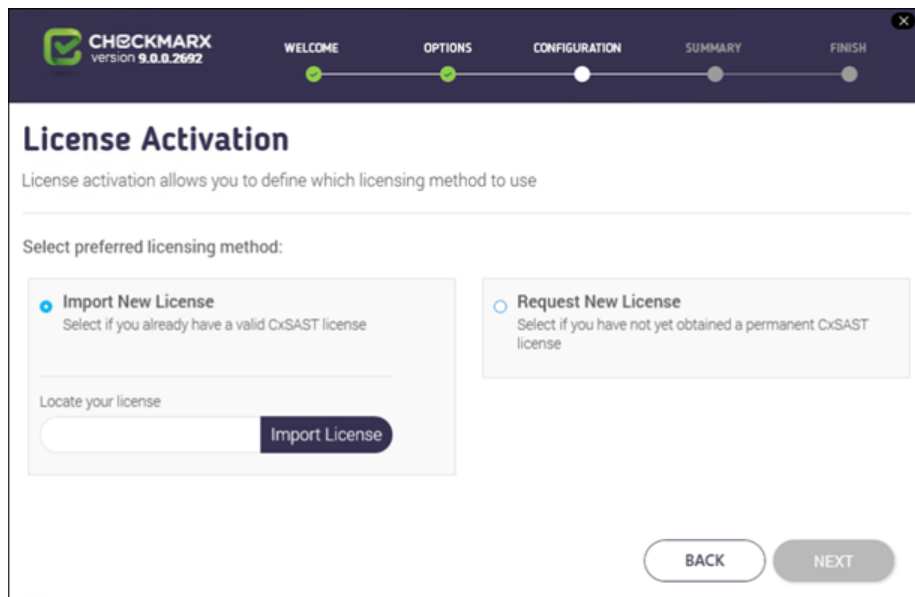 CHECKMARX
version 9.0.0.2692
WELCOME
OPTIONS
CONFIGURATION
SUMMARY
FINISH
License Activation
License activation allows you to define which licensing method to use
Select preferred licensing method:
Import New License
Select if you already have a valid CxSAST license
Locate your license
Import License
Request New License
Select if you have not yet obtained a permanent CxSAST
license
BACK
NEXT